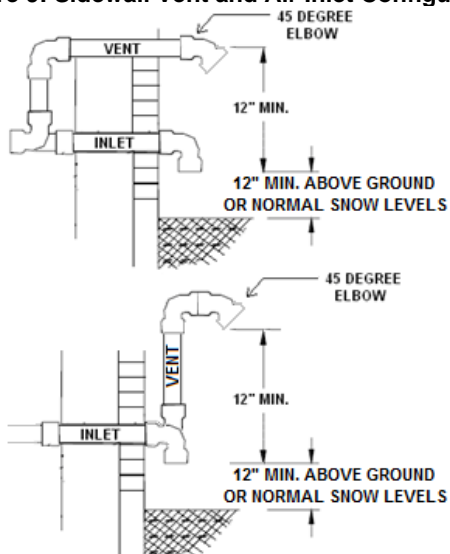 45 DEGREE
ELBOW
VENT
12" MIN.
INLET
12" MIN. ABOVE GROUND
OR NORMAL SNOW LEVELS
45 DEGREE
ELBOW
VENT
12" MIN.
INLET
12" MIN. ABOVE GROUND
OR NORMAL SNOW LEVELS